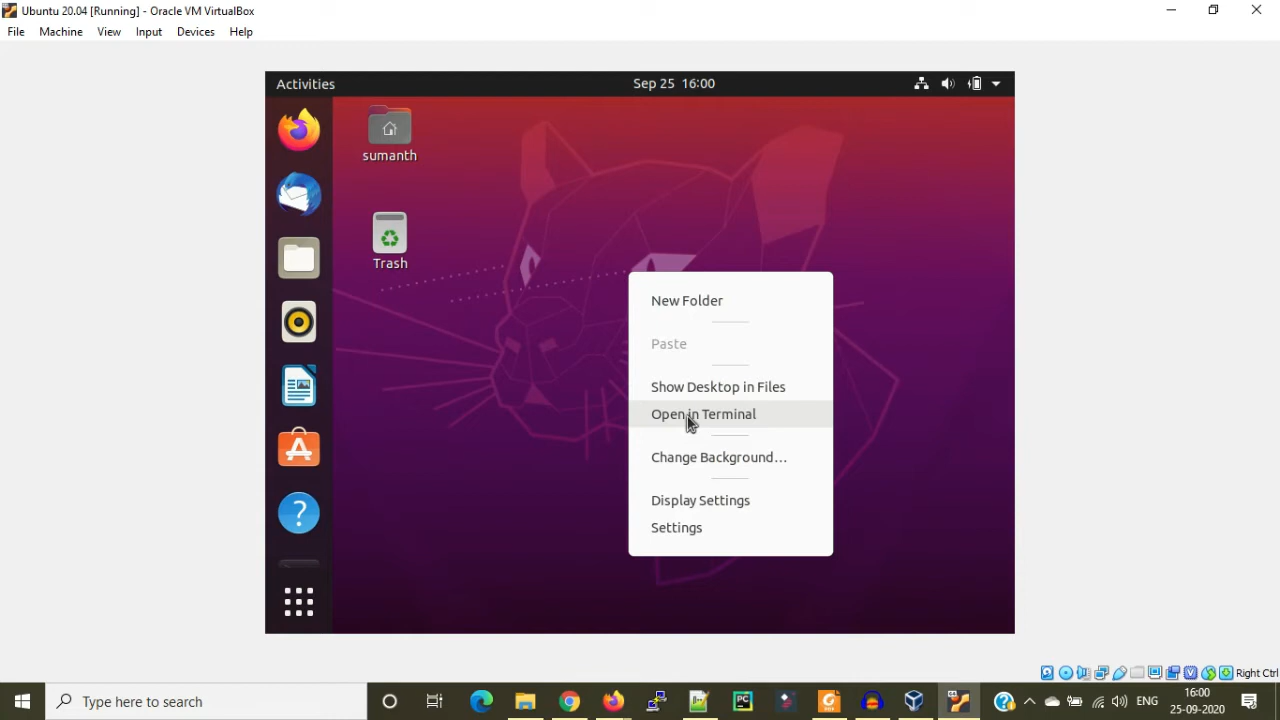 Ubuntu 20.04 [Running] - Oracle VM VirtualBox
File Machine View Input Devices Help
Activities Sep 25 16:00
sumanth
Trash
New Folder
Paste
Show Desktop in Files
Open in Terminal
Change Background...
Display Settings
Settings
Right Ctrl
Type here to search
ENG
16:00
25-09-2020